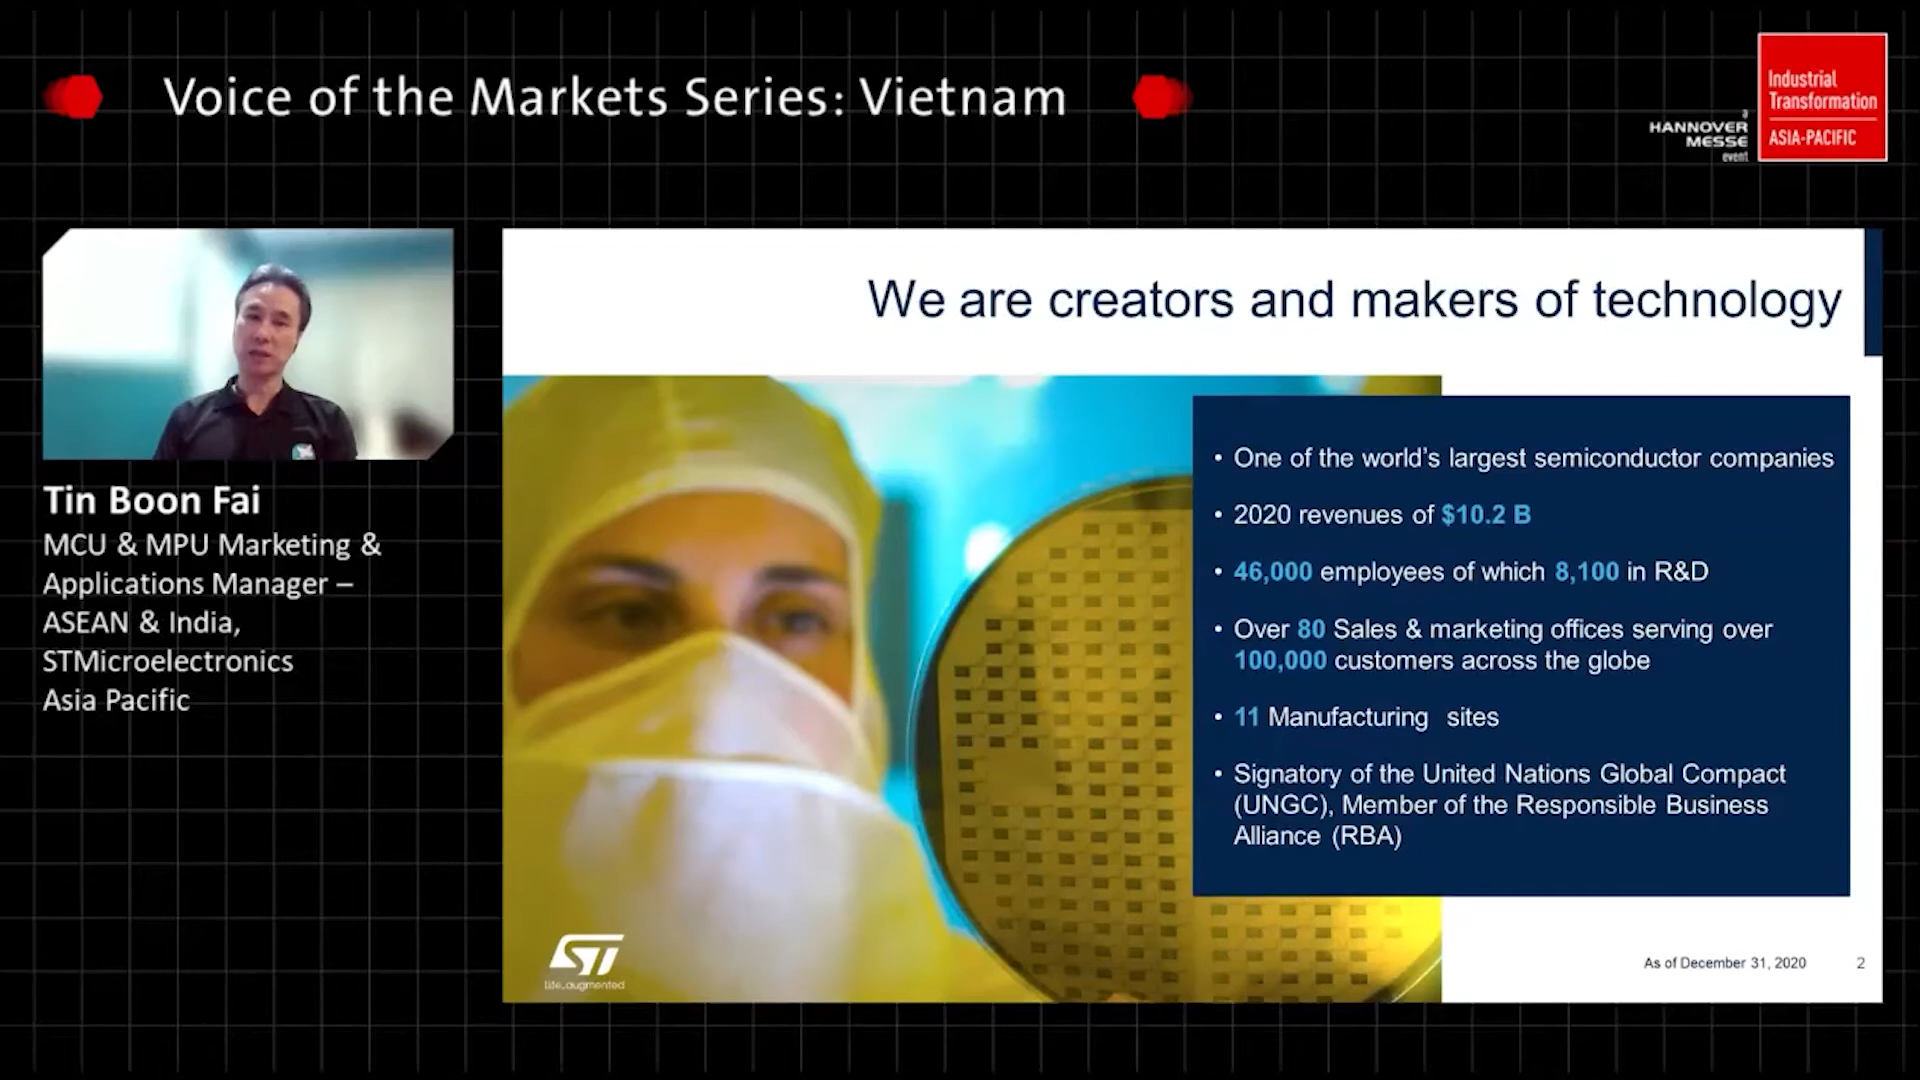 Voice of the Markets Series: Vietnam
a
HANNOVER
MESSE
event
Industrial
Transformation
ASIA-PACIFIC
Tin Boon Fai
MCU & MPU Marketing &
Applications Manager –
ASEAN & India,
STMicroelectronics
Asia Pacific
We are creators and makers of technology
• One of the world's largest semiconductor companies
• 2020 revenues of $10.2 B
• 46,000 employees of which 8,100 in R&D
• Over 80 Sales & marketing offices serving over
100,000 customers across the globe
• 11 Manufacturing sites
• Signatory of the United Nations Global Compact
(UNGC), Member of the Responsible Business
Alliance (RBA)
ST
life.augmented
As of December 31, 2020
2